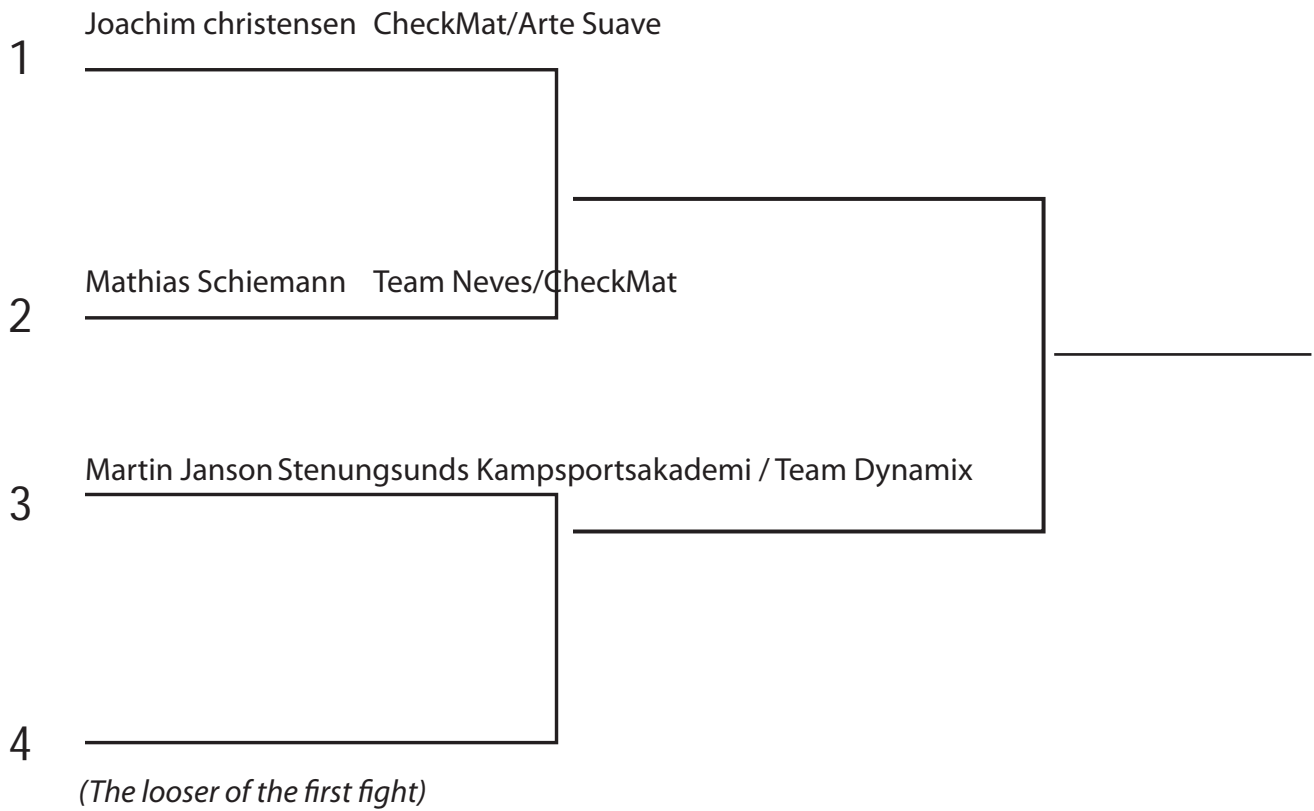 Joachim christensen CheckMat/Arte Suave
1
Mathias Schiemann Team Neves/CheckMat
2
Martin Janson Stenungsunds Kampsportsakademi / Team Dynamix
3
4
(The looser of the first fight)